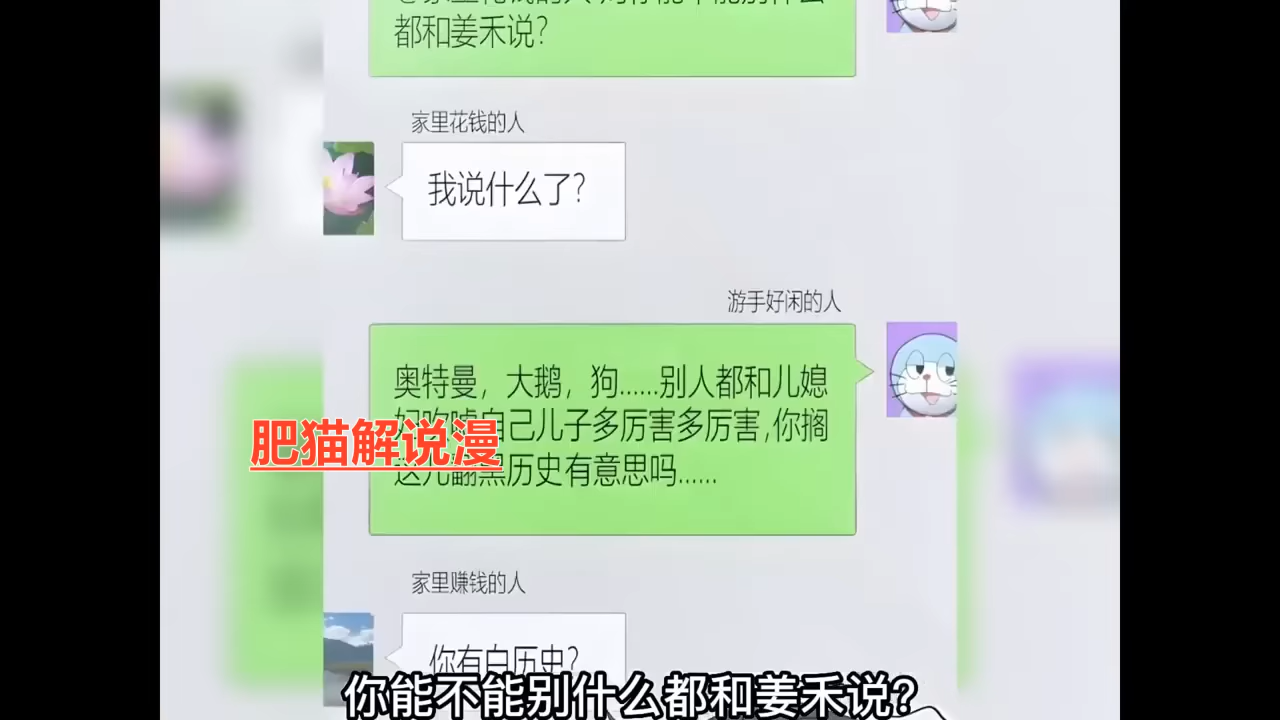 都和姜禾说?
家里花钱的人
我说什么了?
游手好闲的人
奥特曼，大鹅，狗......别人都和儿媳
自己儿子多厉害多厉害,你搁
肥猫解说漫
历史有意思吗......
家里赚钱的人
你有白历史?
你能不能别什么都和姜禾说?